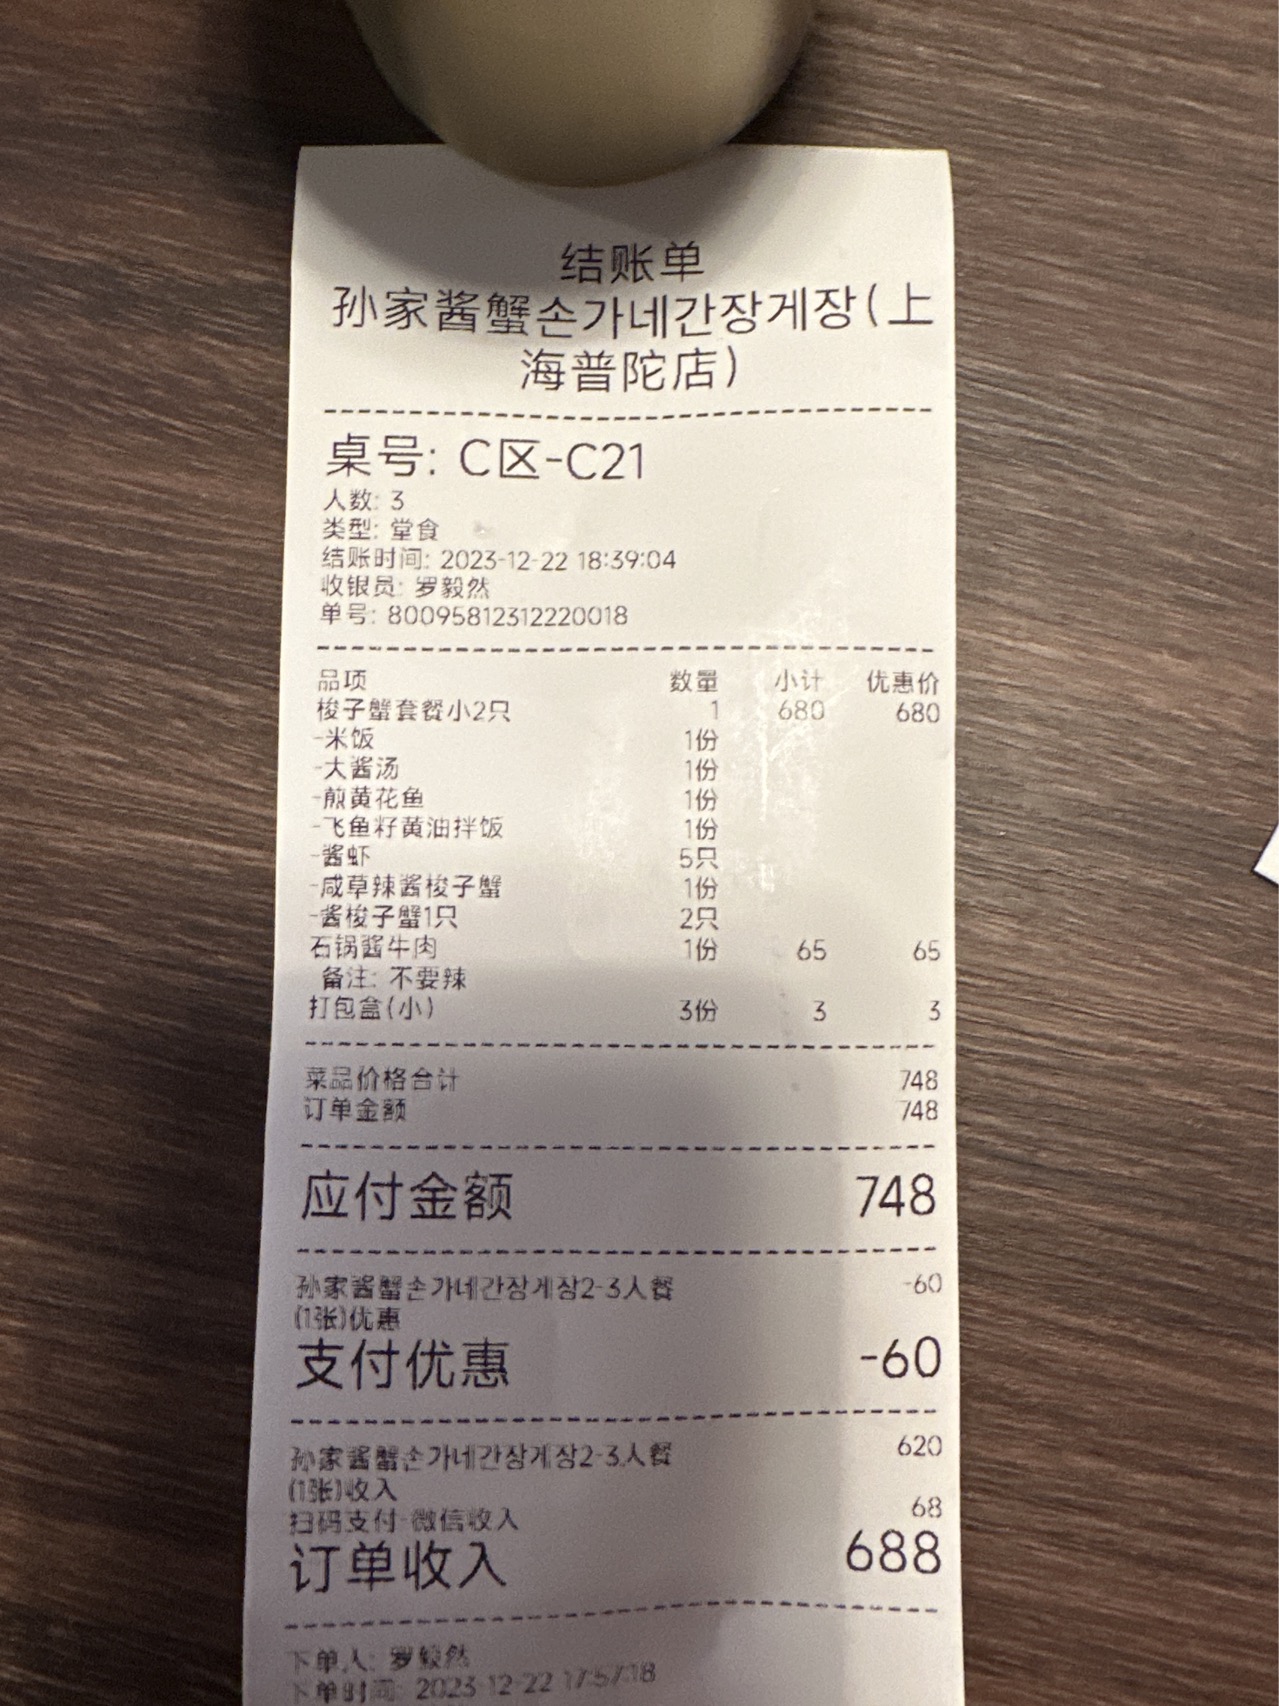 结账单
孙家酱蟹손가네간장게장(上
海普陀店)
桌号: C区-C21
人数: 3
类型: 堂食
结账时间: 2023-12-22 18:39:04
收银员: 罗毅然
单号: 80095812312220018
品项 数量 小计 优惠价
梭子蟹套餐小2只 1 680 680
-米饭 1份
-大酱汤 1份
-煎黄花鱼 1份
-飞鱼籽黄油拌饭 1份
-酱虾 5只
-咸草辣酱梭子蟹 1份
-酱梭子蟹1只 2只
石锅酱牛肉 1份 65 65
备注: 不要辣
打包盒(小) 3份 3 3
菜品价格合计 748
订单金额 748
应付金额 748
孙家酱蟹손가네간장게장2-3人餐 -60
(1张)优惠
支付优惠 -60
孙家酱蟹손가네간장게장2-3人餐 620
(1张)收入
扫码支付-微信收入 68
订单收入 688
下单人: 罗毅然
下单时间: 2023-12-22 17:57:18